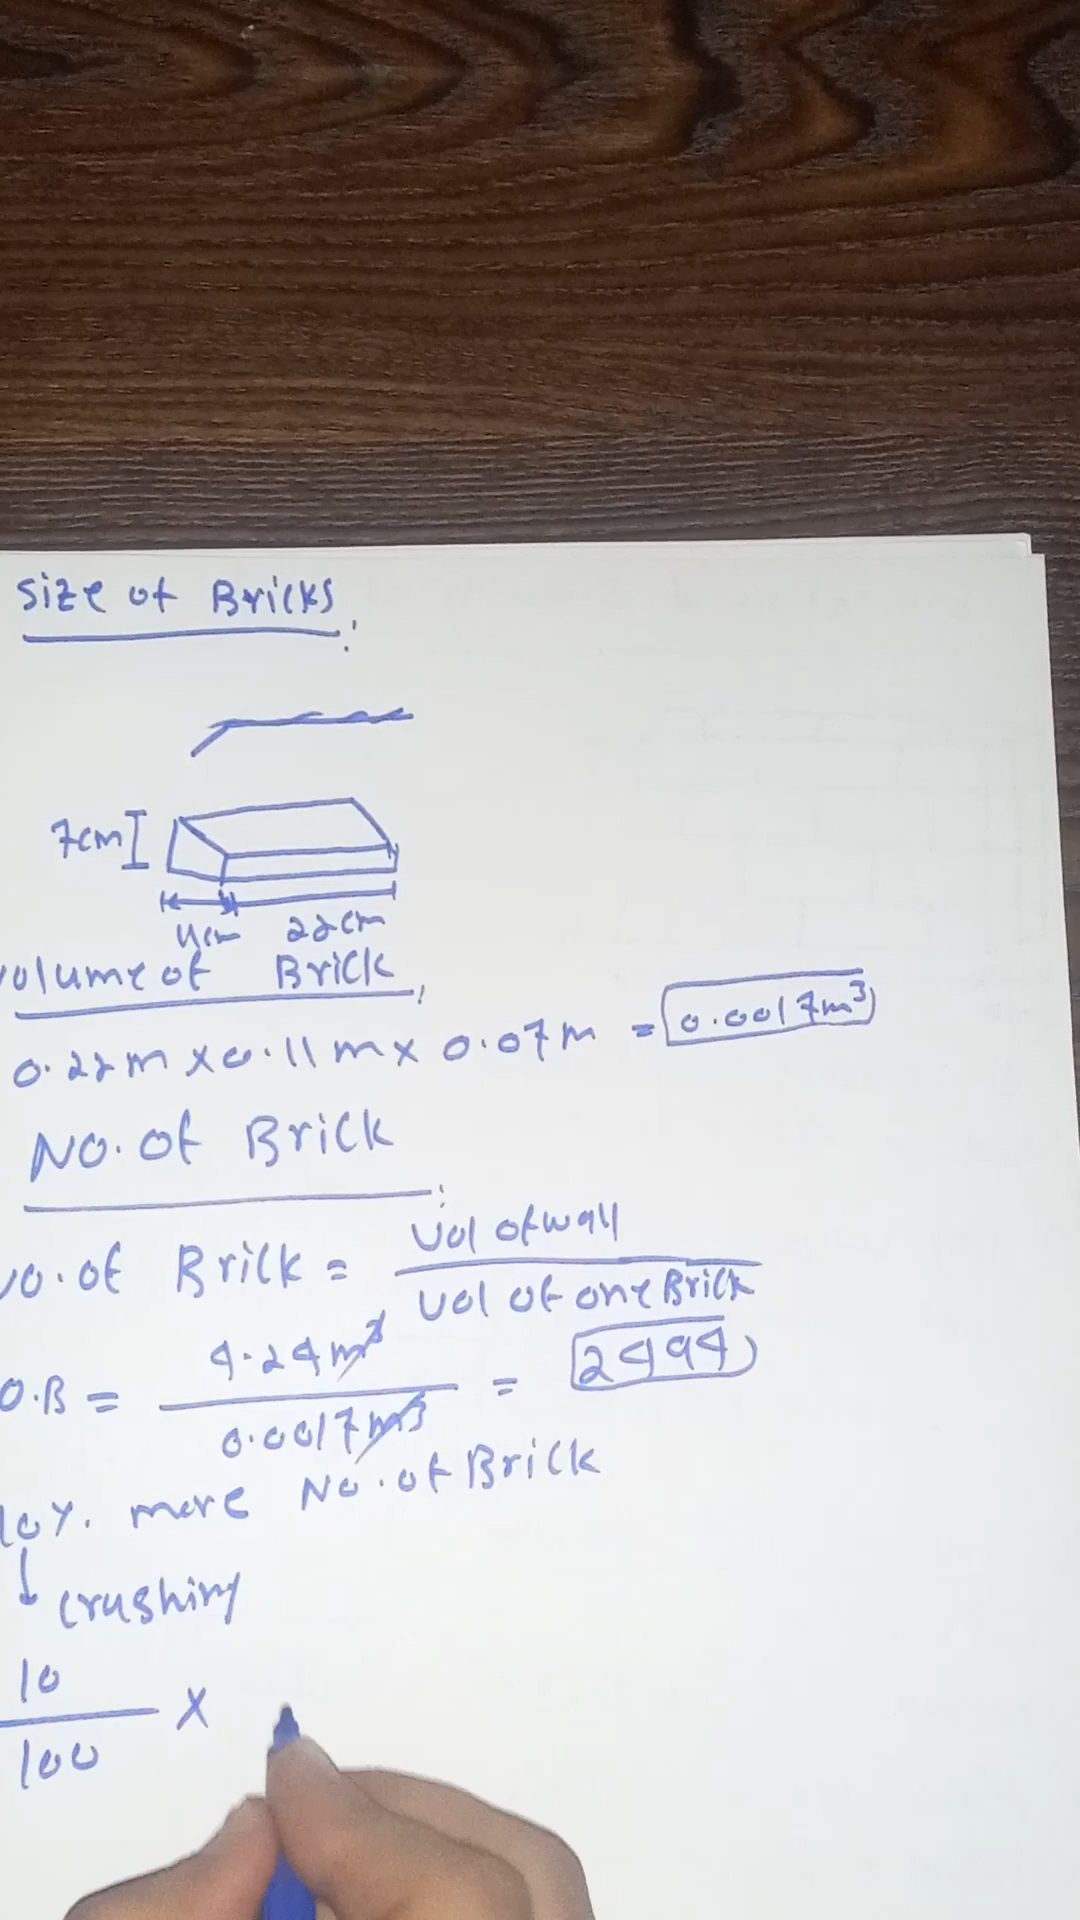 Size of Bricks:
7cm
11cm 22cm
volume of Brick,
0.22m x 0.11m x 0.07m = 0.0017m³
No. of Brick
No. of Brick = Vol of wall
Vol of one Brick
O.B = 4.24m³ = 2494
0.0017m³
10%. more No. of Brick
Crushing
10
100 X